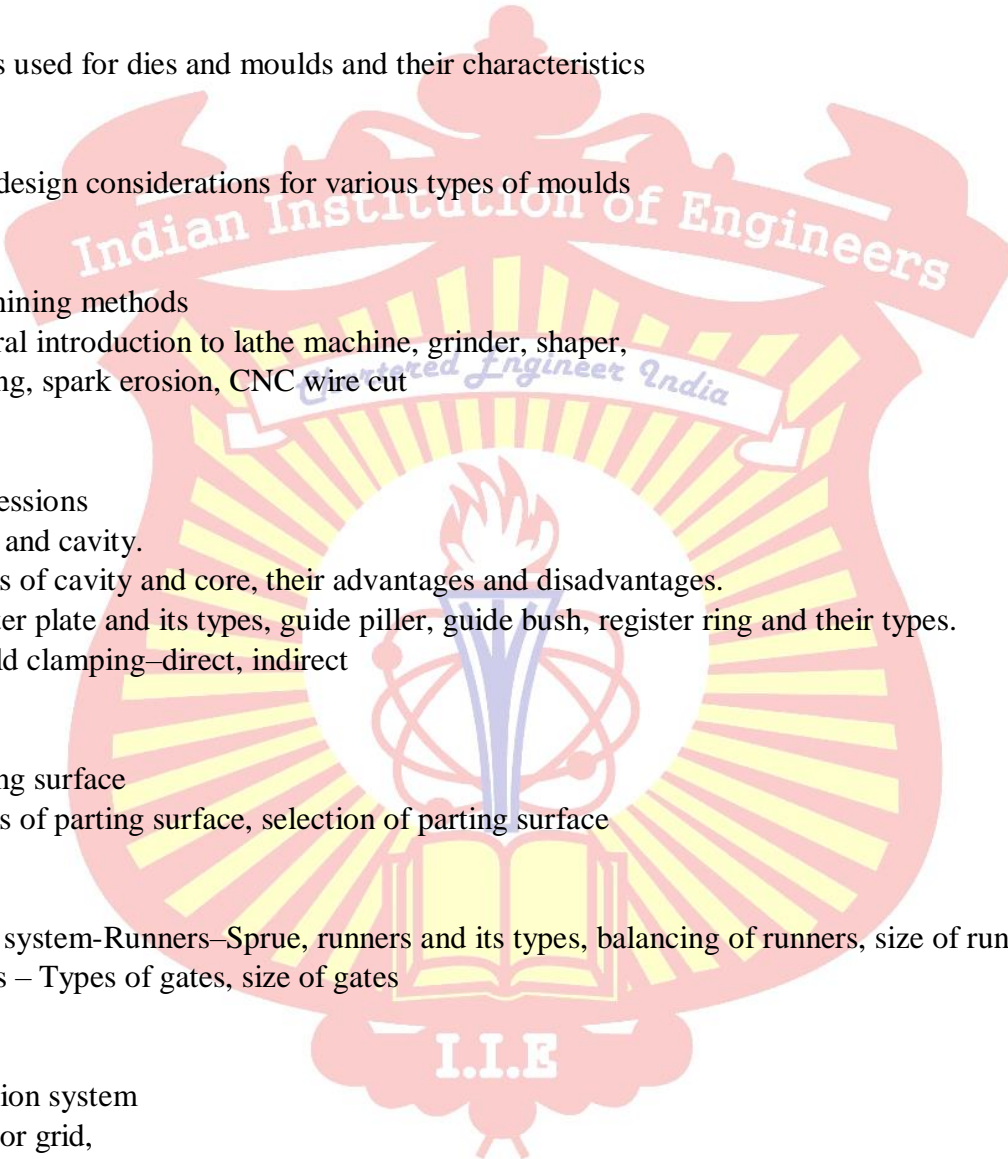 s used for dies and moulds and their characteristics
design considerations for various types of moulds
Indian Institution of Engineers
ining methods
ral introduction to lathe machine, grinder, shaper,
ng, spark erosion, CNC wire cut
Chartered Engineer India
essions
and cavity.
s of cavity and core, their advantages and disadvantages.
ter plate and its types, guide piller, guide bush, register ring and their types.
ld clamping–direct, indirect
ng surface
s of parting surface, selection of parting surface
system-Runners–Sprue, runners and its types, balancing of runners, size of run
s – Types of gates, size of gates
I.I.E
ion system
or grid,